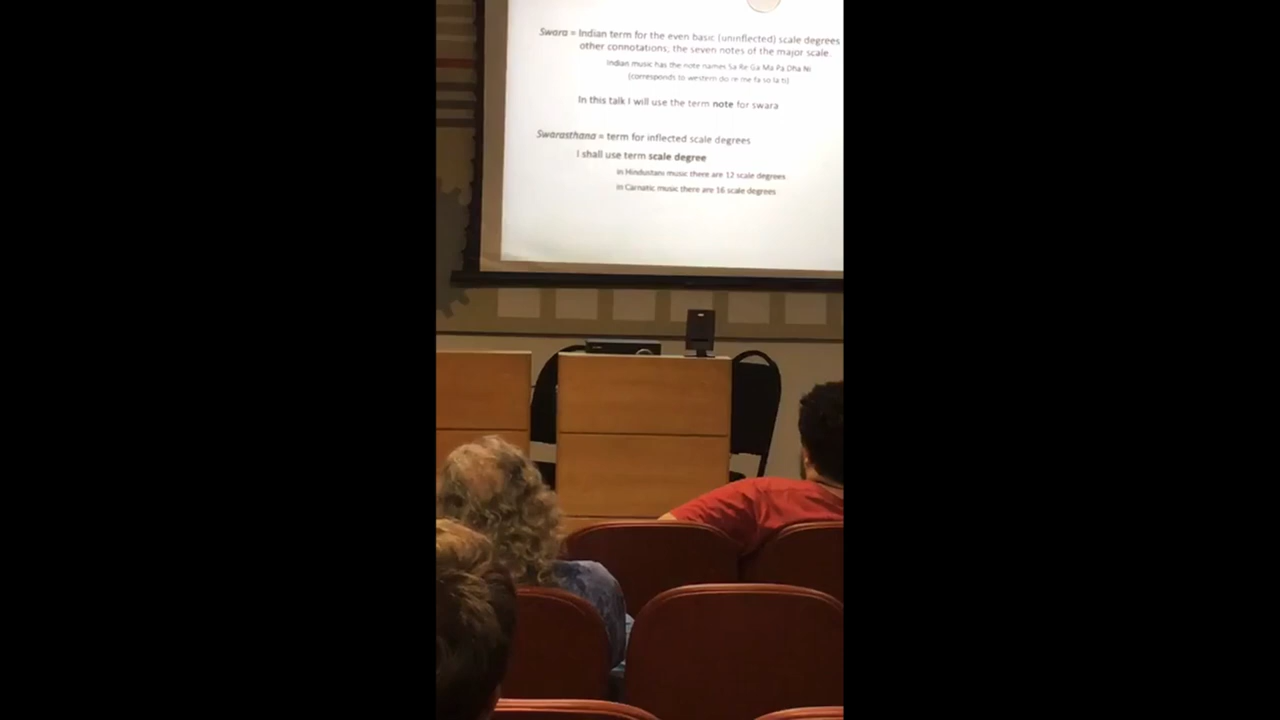 Swara = Indian term for the even basic (uninflected) scale degrees
other connotations; the seven notes of the major scale.
Indian music has the note names Sa Re Ga Ma Pa Dha Ni
(corresponds to western do re me fa so la ti)
In this talk I will use the term note for swara
Swarasthana = term for inflected scale degrees
I shall use term scale degree
in Hindustani music there are 12 scale degrees
in Carnatic music there are 16 scale degrees